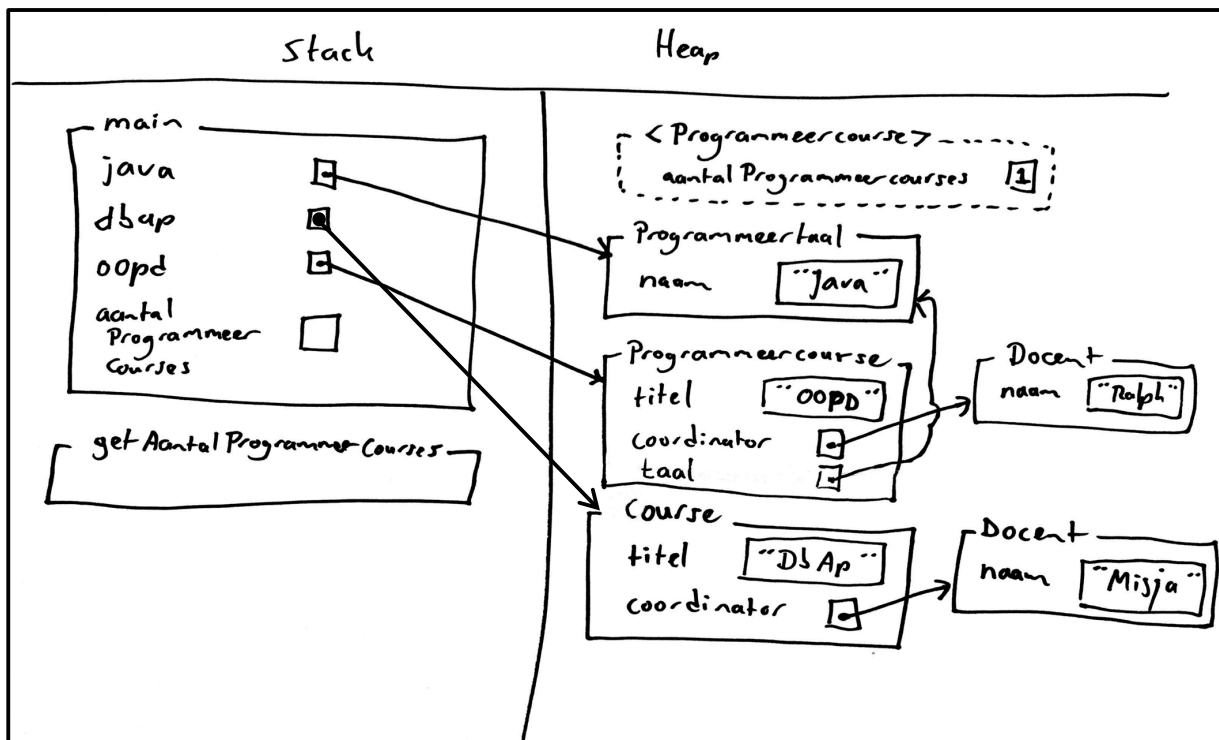 Stack
Heap
main
java
dbap
oopd
aantal
Programmeer
courses
getAantalProgrammerCourses
<Programmeercourse>
aantalProgrammeercourses 1
Programmeertaal
naam "Java"
Programmeercourse
titel "OOPD"
coordinator
taal
Docent
naam "Ralph"
Course
titel "DbAp"
coordinator
Docent
naam "Misja"